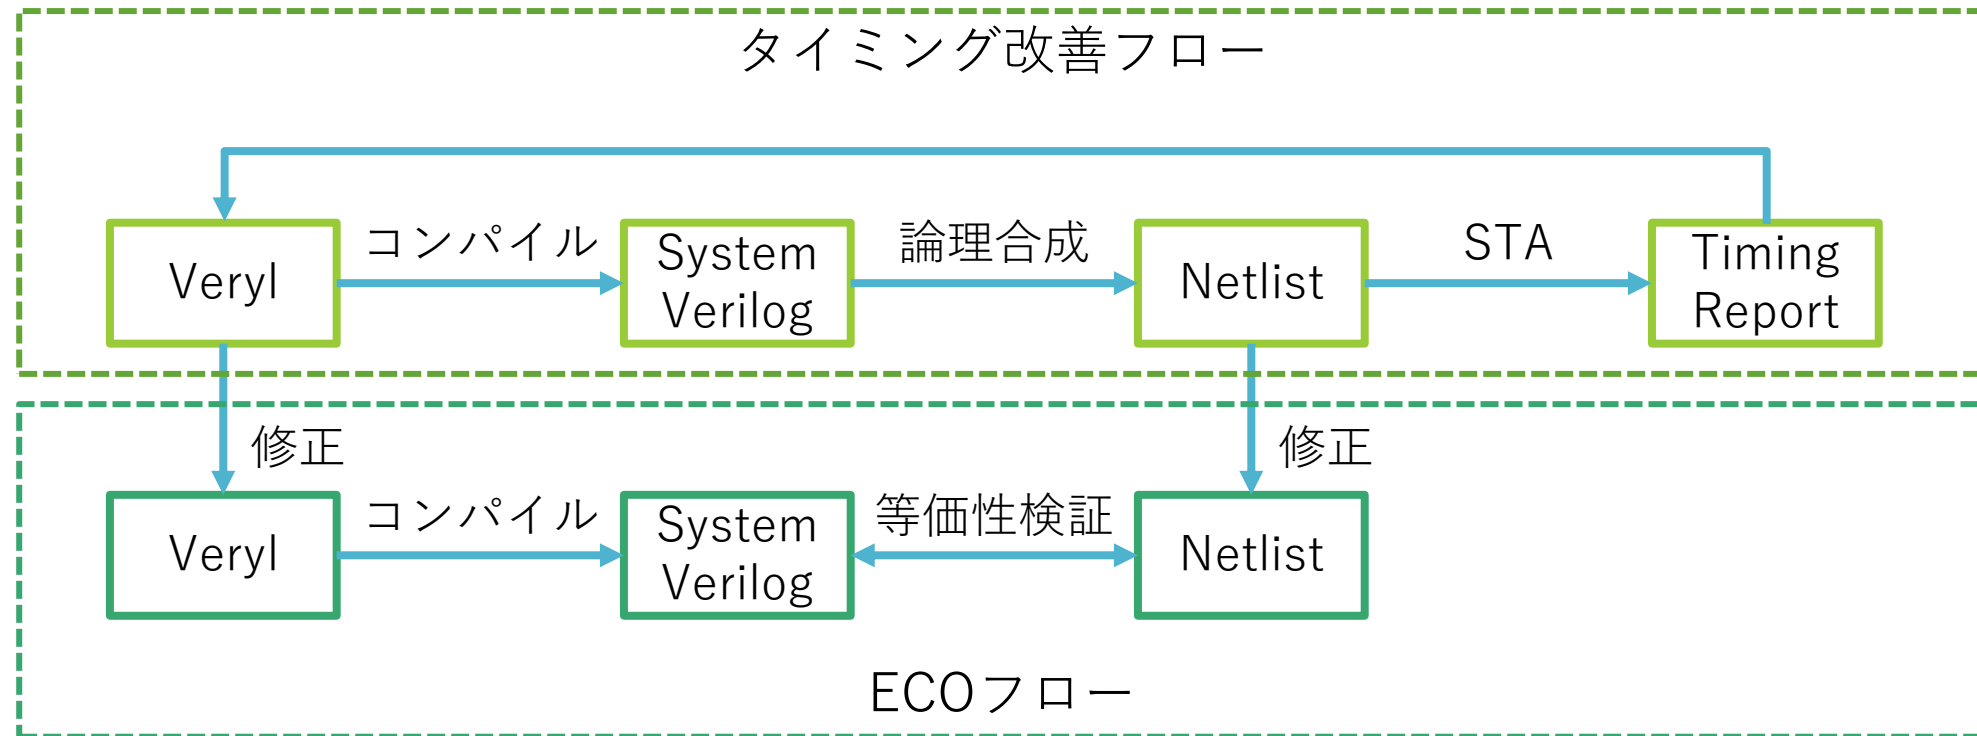 タイミング改善フロー
コンパイル
論理合成
STA
Veryl
System
Verilog
Netlist
Timing
Report
修正
修正
コンパイル
等価性検証
Veryl
System
Verilog
Netlist
ECOフロー